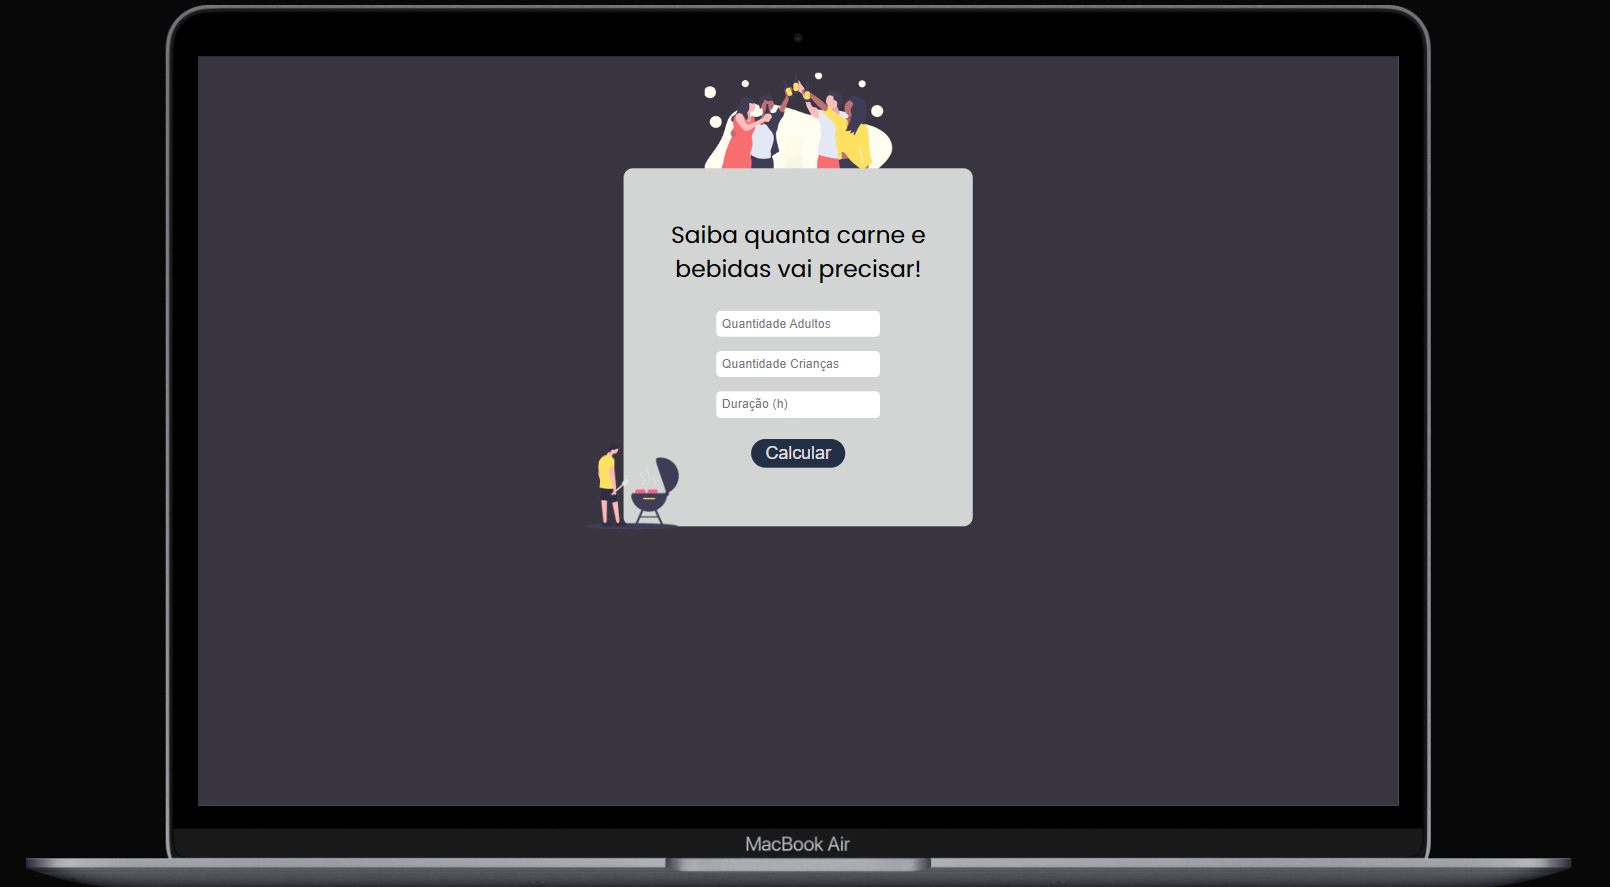 Saiba quanta carne e
bebidas vai precisar!
Quantidade Adultos
Quantidade Crianças
Duração (h)
Calcular
MacBook Air